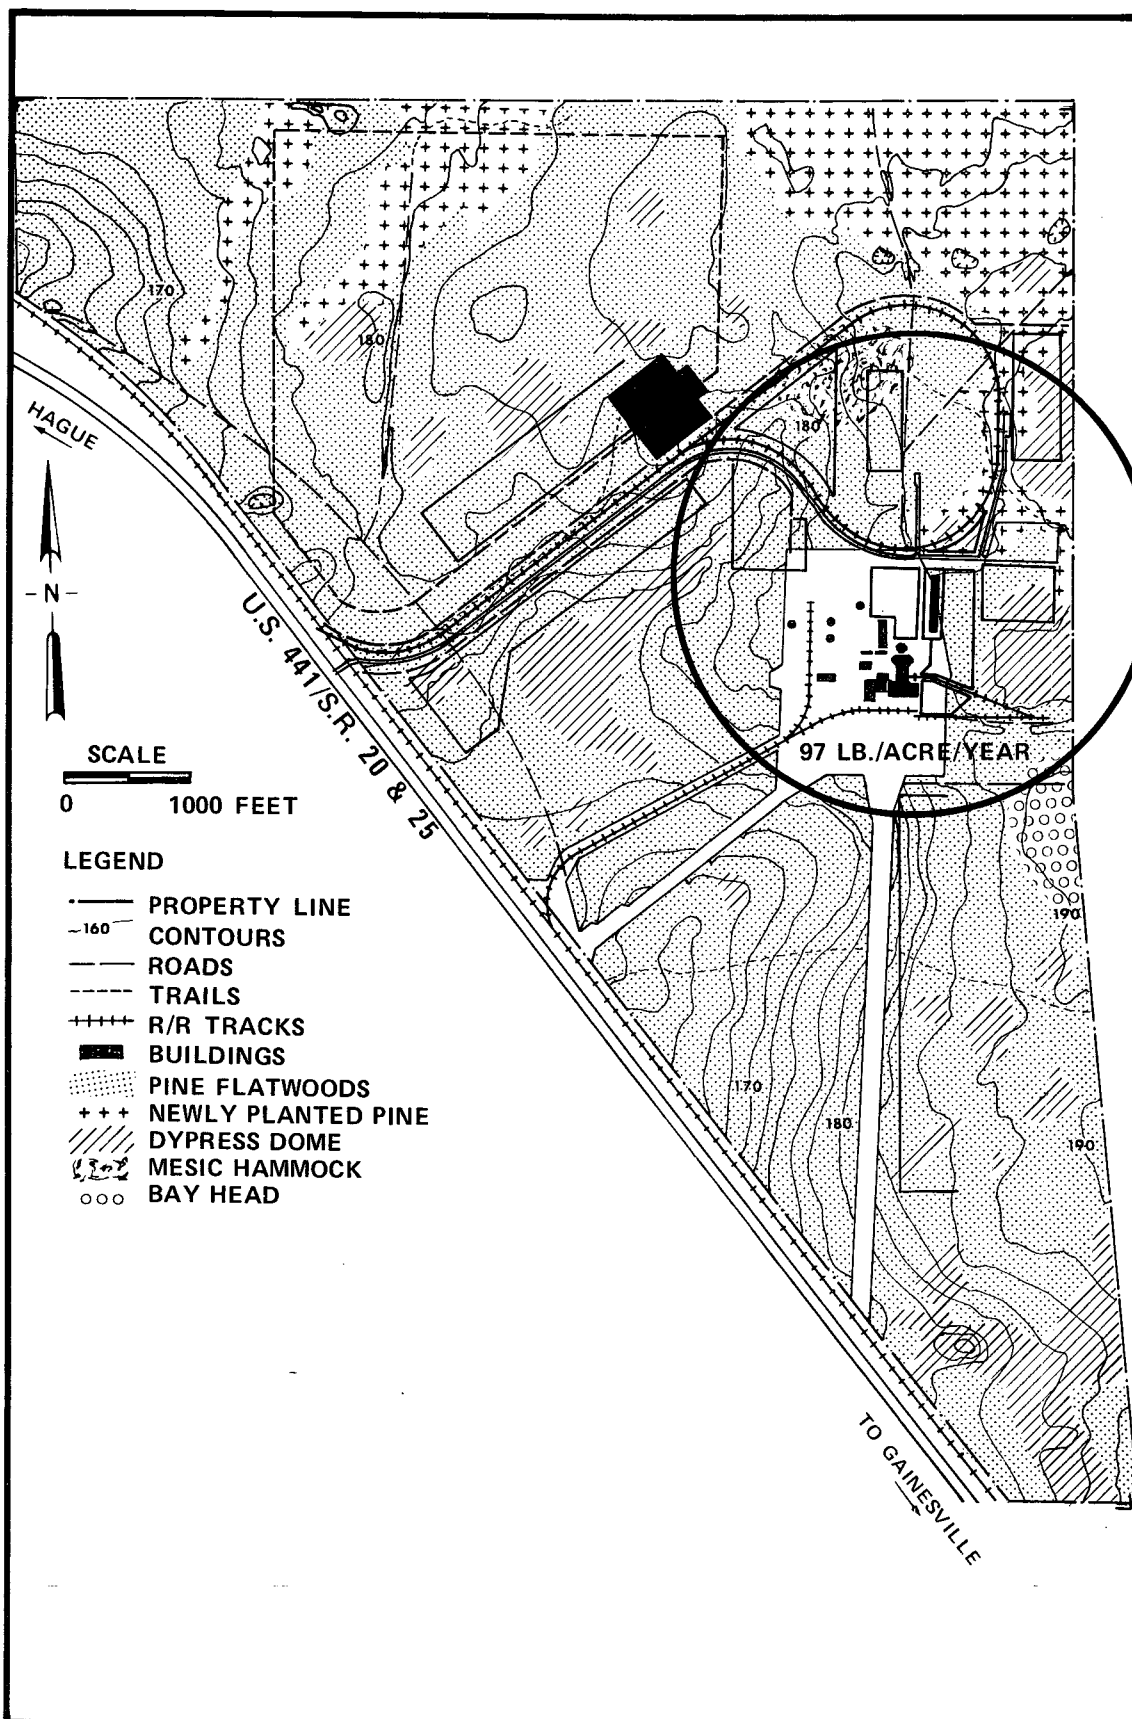 170
180
180
HAGUE
- N -
U.S. 441/S.R. 20 & 25
97 LB./ACRE/YEAR
SCALE
0 1000 FEET
LEGEND
PROPERTY LINE
~160 CONTOURS
ROADS
TRAILS
R/R TRACKS
BUILDINGS
PINE FLATWOODS
+ + + NEWLY PLANTED PINE
DYPRESS DOME
MESIC HAMMOCK
BAY HEAD
190
170
180
190
TO GAINESVILLE